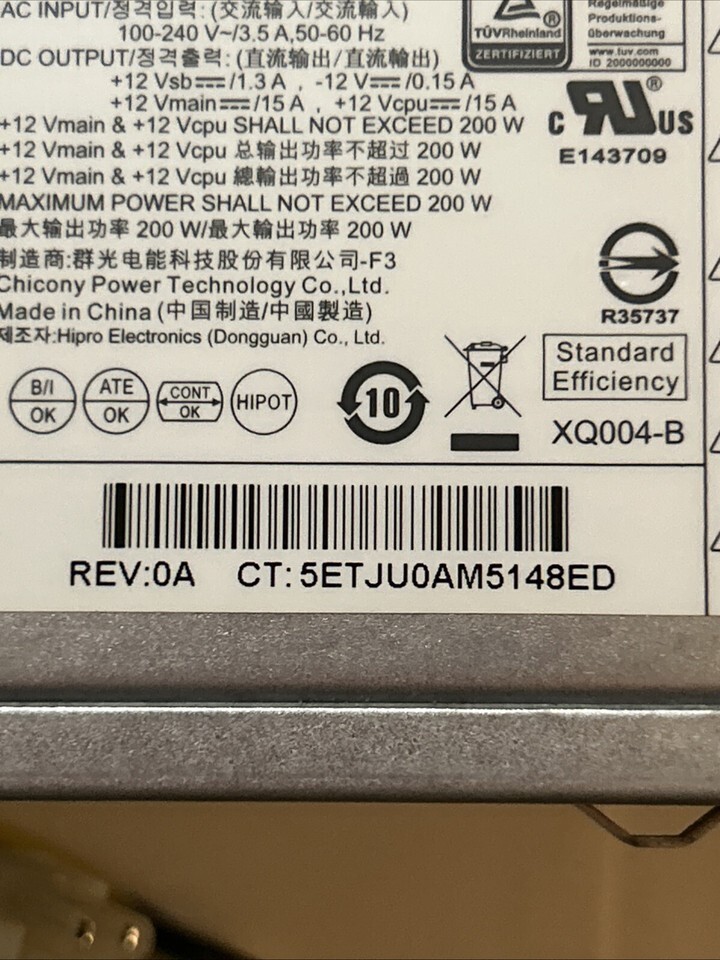 AC INPUT/정격입력: (交流输入/交流輸入)
100-240 V~/3.5 A,50-60 Hz
DC OUTPUT/정격출력: (直流输出/直流輸出)
+12 Vsb⎓/1.3 A , -12 V⎓/0.15 A
+12 Vmain⎓/15 A , +12 Vcpu⎓/15 A
+12 Vmain & +12 Vcpu SHALL NOT EXCEED 200 W
+12 Vmain & +12 Vcpu 总输出功率不超过 200 W
+12 Vmain & +12 Vcpu 總輸出功率不超過 200 W
MAXIMUM POWER SHALL NOT EXCEED 200 W
最大输出功率 200 W/最大輸出功率 200 W
制造商:群光电能科技股份有限公司-F3
Chicony Power Technology Co.,Ltd.
Made in China (中国制造/中國製造)
제조자:Hipro Electronics (Dongguan) Co., Ltd.
TÜVRheinland
ZERTIFIZIERT
Regelmäßige
Produktions-
überwachung
www.tuv.com
ID 2000000000
c RU US
®
E143709
R35737
B/I
OK
ATE
OK
CONT
OK
HIPOT
10
Standard
Efficiency
XQ004-B
REV:0A CT: 5ETJU0AM5148ED